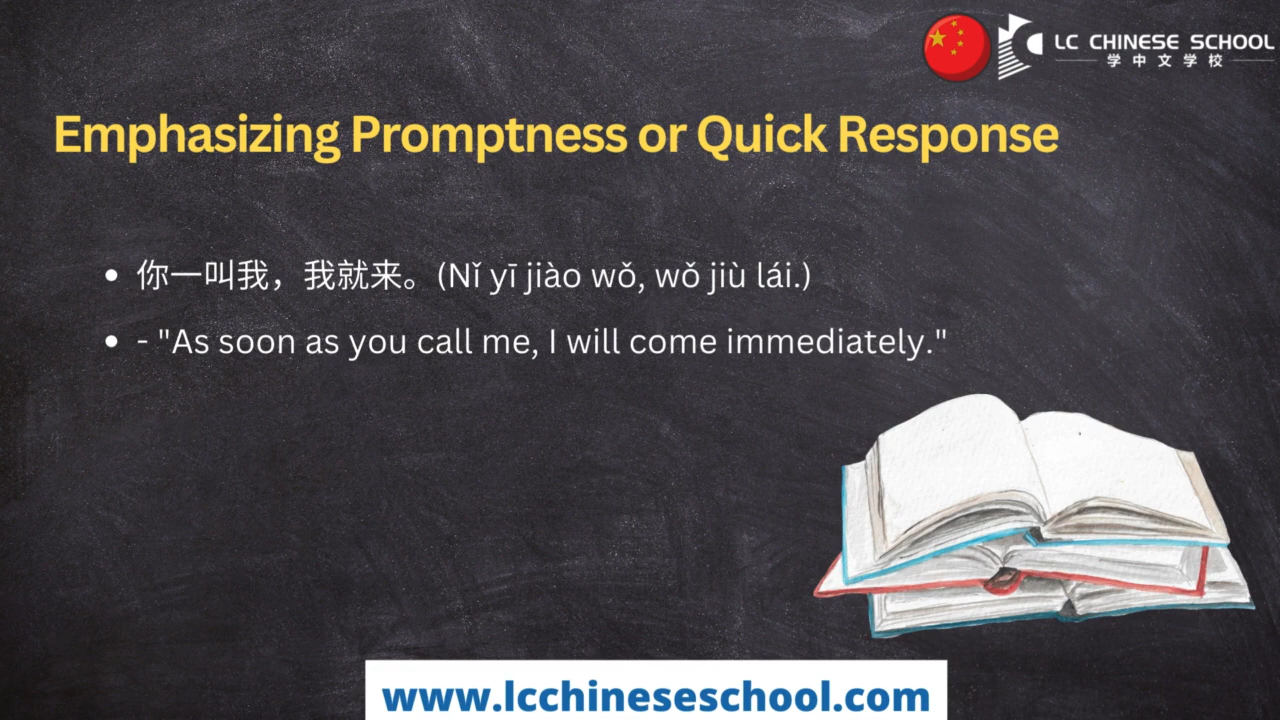 LC CHINESE SCHOOL
学中文学校
Emphasizing Promptness or Quick Response
• 你一叫我，我就来。(Nǐ yī jiào wǒ, wǒ jiù lái.)
• - "As soon as you call me, I will come immediately."
www.lcchineseschool.com